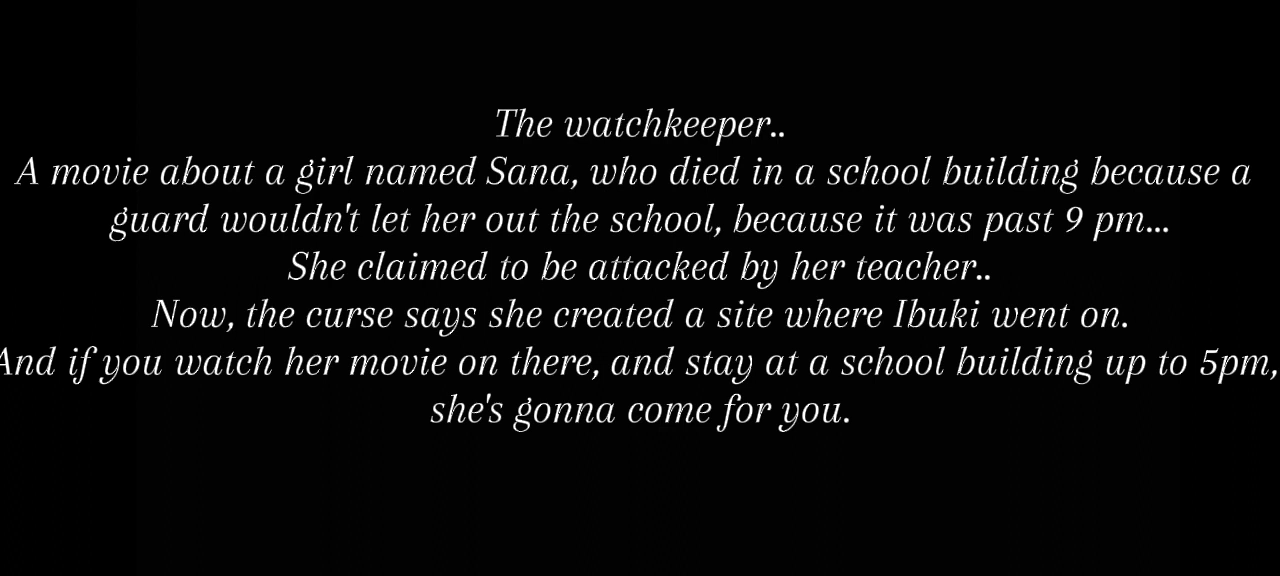 The watchkeeper..
A movie about a girl named Sana, who died in a school building because a
guard wouldn't let her out the school, because it was past 9 pm...
She claimed to be attacked by her teacher..
Now, the curse says she created a site where Ibuki went on.
And if you watch her movie on there, and stay at a school building up to 5pm,
she's gonna come for you.